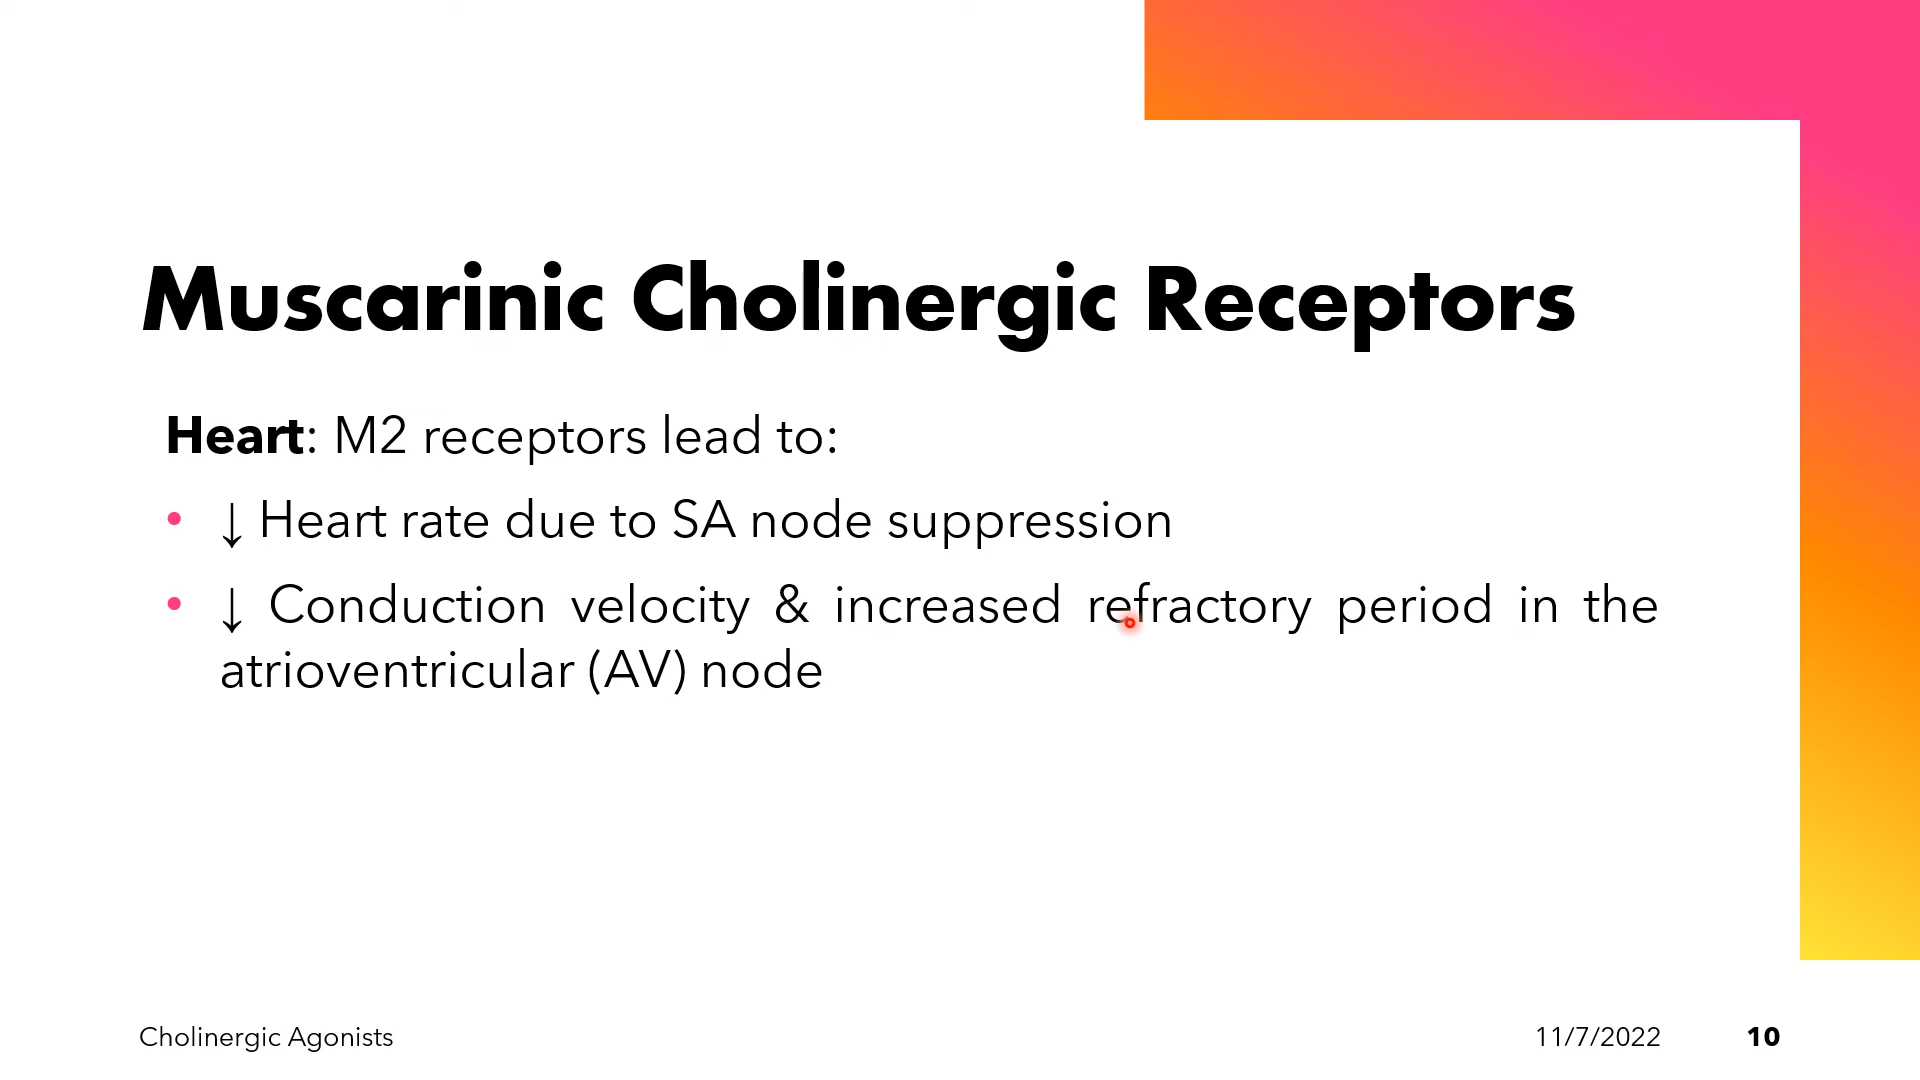 Muscarinic Cholinergic Receptors
Heart: M2 receptors lead to:
• ↓ Heart rate due to SA node suppression
• ↓ Conduction velocity & increased refractory period in the
atrioventricular (AV) node
Cholinergic Agonists
11/7/2022
10